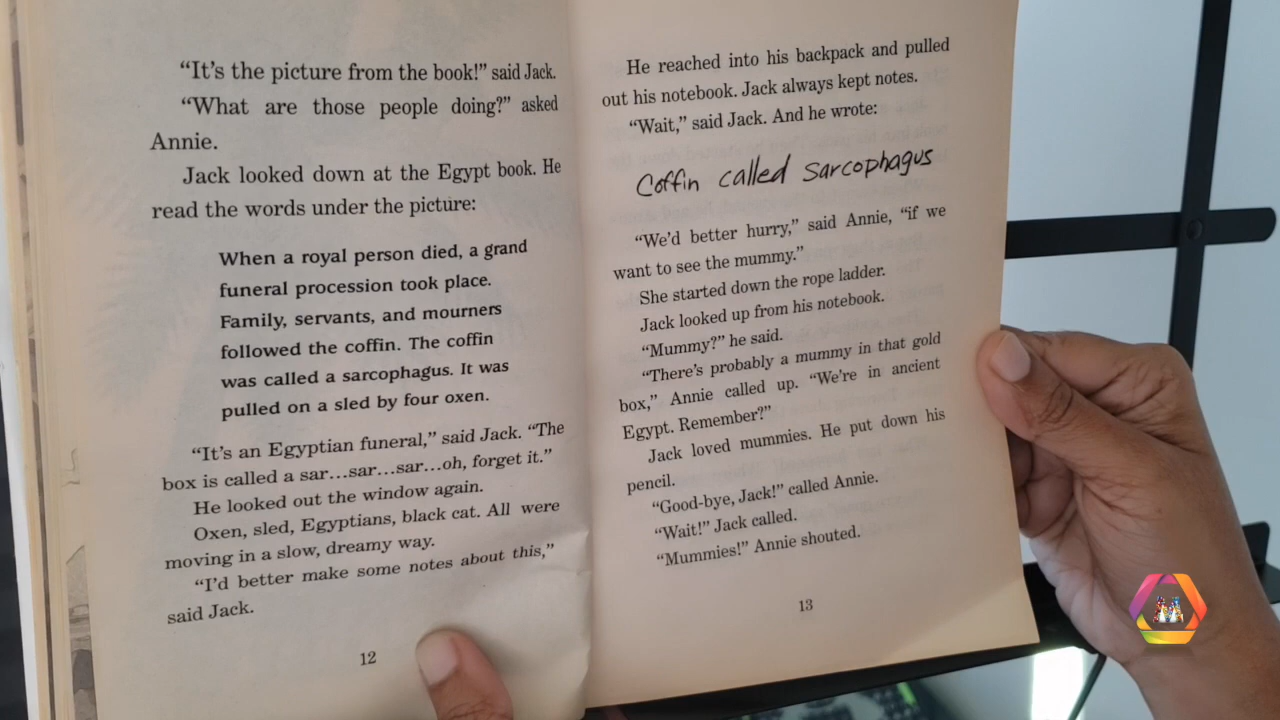 “It’s the picture from the book!” said Jack.
“What are those people doing?” asked
Annie.
Jack looked down at the Egypt book. He
read the words under the picture:
When a royal person died, a grand
funeral procession took place.
Family, servants, and mourners
followed the coffin. The coffin
was called a sarcophagus. It was
pulled on a sled by four oxen.
“It’s an Egyptian funeral,” said Jack. “The
box is called a sar…sar…sar…oh, forget it.”
He looked out the window again.
Oxen, sled, Egyptians, black cat. All were
moving in a slow, dreamy way.
“I’d better make some notes about this,”
said Jack.
12
He reached into his backpack and pulled
out his notebook. Jack always kept notes.
“Wait,” said Jack. And he wrote:
Coffin called sarcophagus
“We’d better hurry,” said Annie, “if we
want to see the mummy.”
She started down the rope ladder.
Jack looked up from his notebook.
“Mummy?” he said.
“There’s probably a mummy in that gold
box,” Annie called up. “We’re in ancient
Egypt. Remember?”
Jack loved mummies. He put down his
pencil.
“Good-bye, Jack!” called Annie.
“Wait!” Jack called.
“Mummies!” Annie shouted.
13